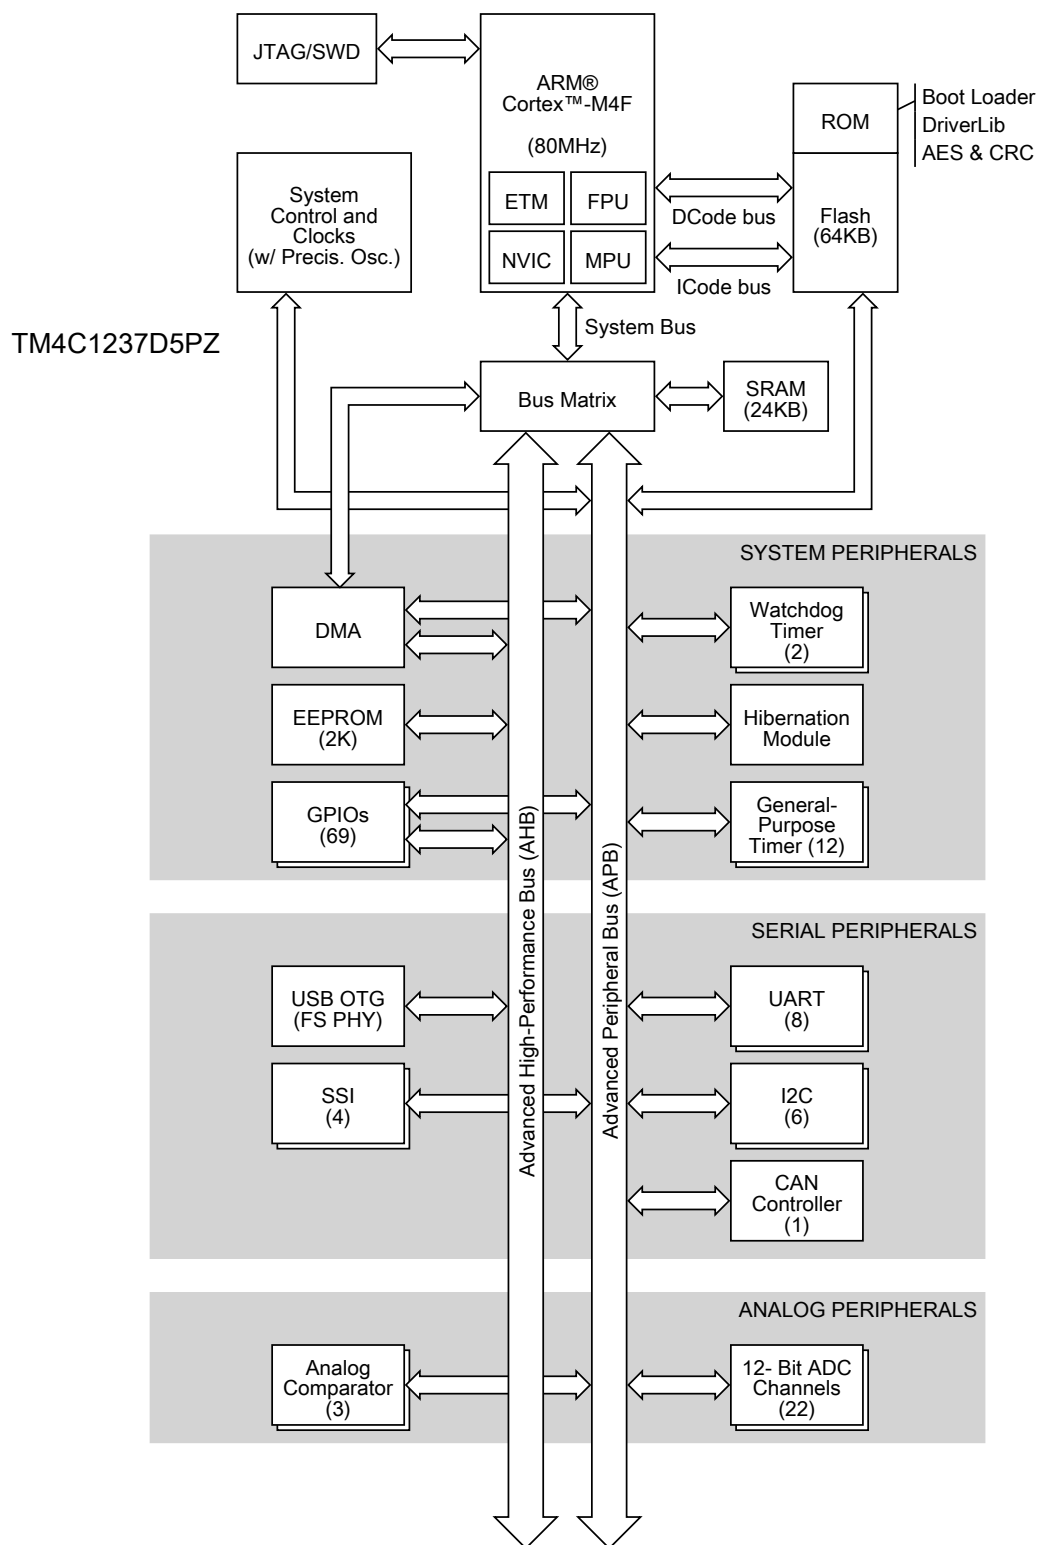 JTAG/SWD
ARM®
Cortex™-M4F
(80MHz)
ETM
FPU
NVIC
MPU
ROM
Boot Loader
DriverLib
AES & CRC
Flash
(64KB)
DCode bus
ICode bus
System
Control and
Clocks
(w/ Precis. Osc.)
TM4C1237D5PZ
System Bus
Bus Matrix
SRAM
(24KB)
SYSTEM PERIPHERALS
DMA
Watchdog
Timer
(2)
EEPROM
(2K)
Hibernation
Module
GPIOs
(69)
General-
Purpose
Timer (12)
Advanced High-Performance Bus (AHB)
Advanced Peripheral Bus (APB)
SERIAL PERIPHERALS
USB OTG
(FS PHY)
UART
(8)
SSI
(4)
I2C
(6)
CAN
Controller
(1)
ANALOG PERIPHERALS
Analog
Comparator
(3)
12- Bit ADC
Channels
(22)